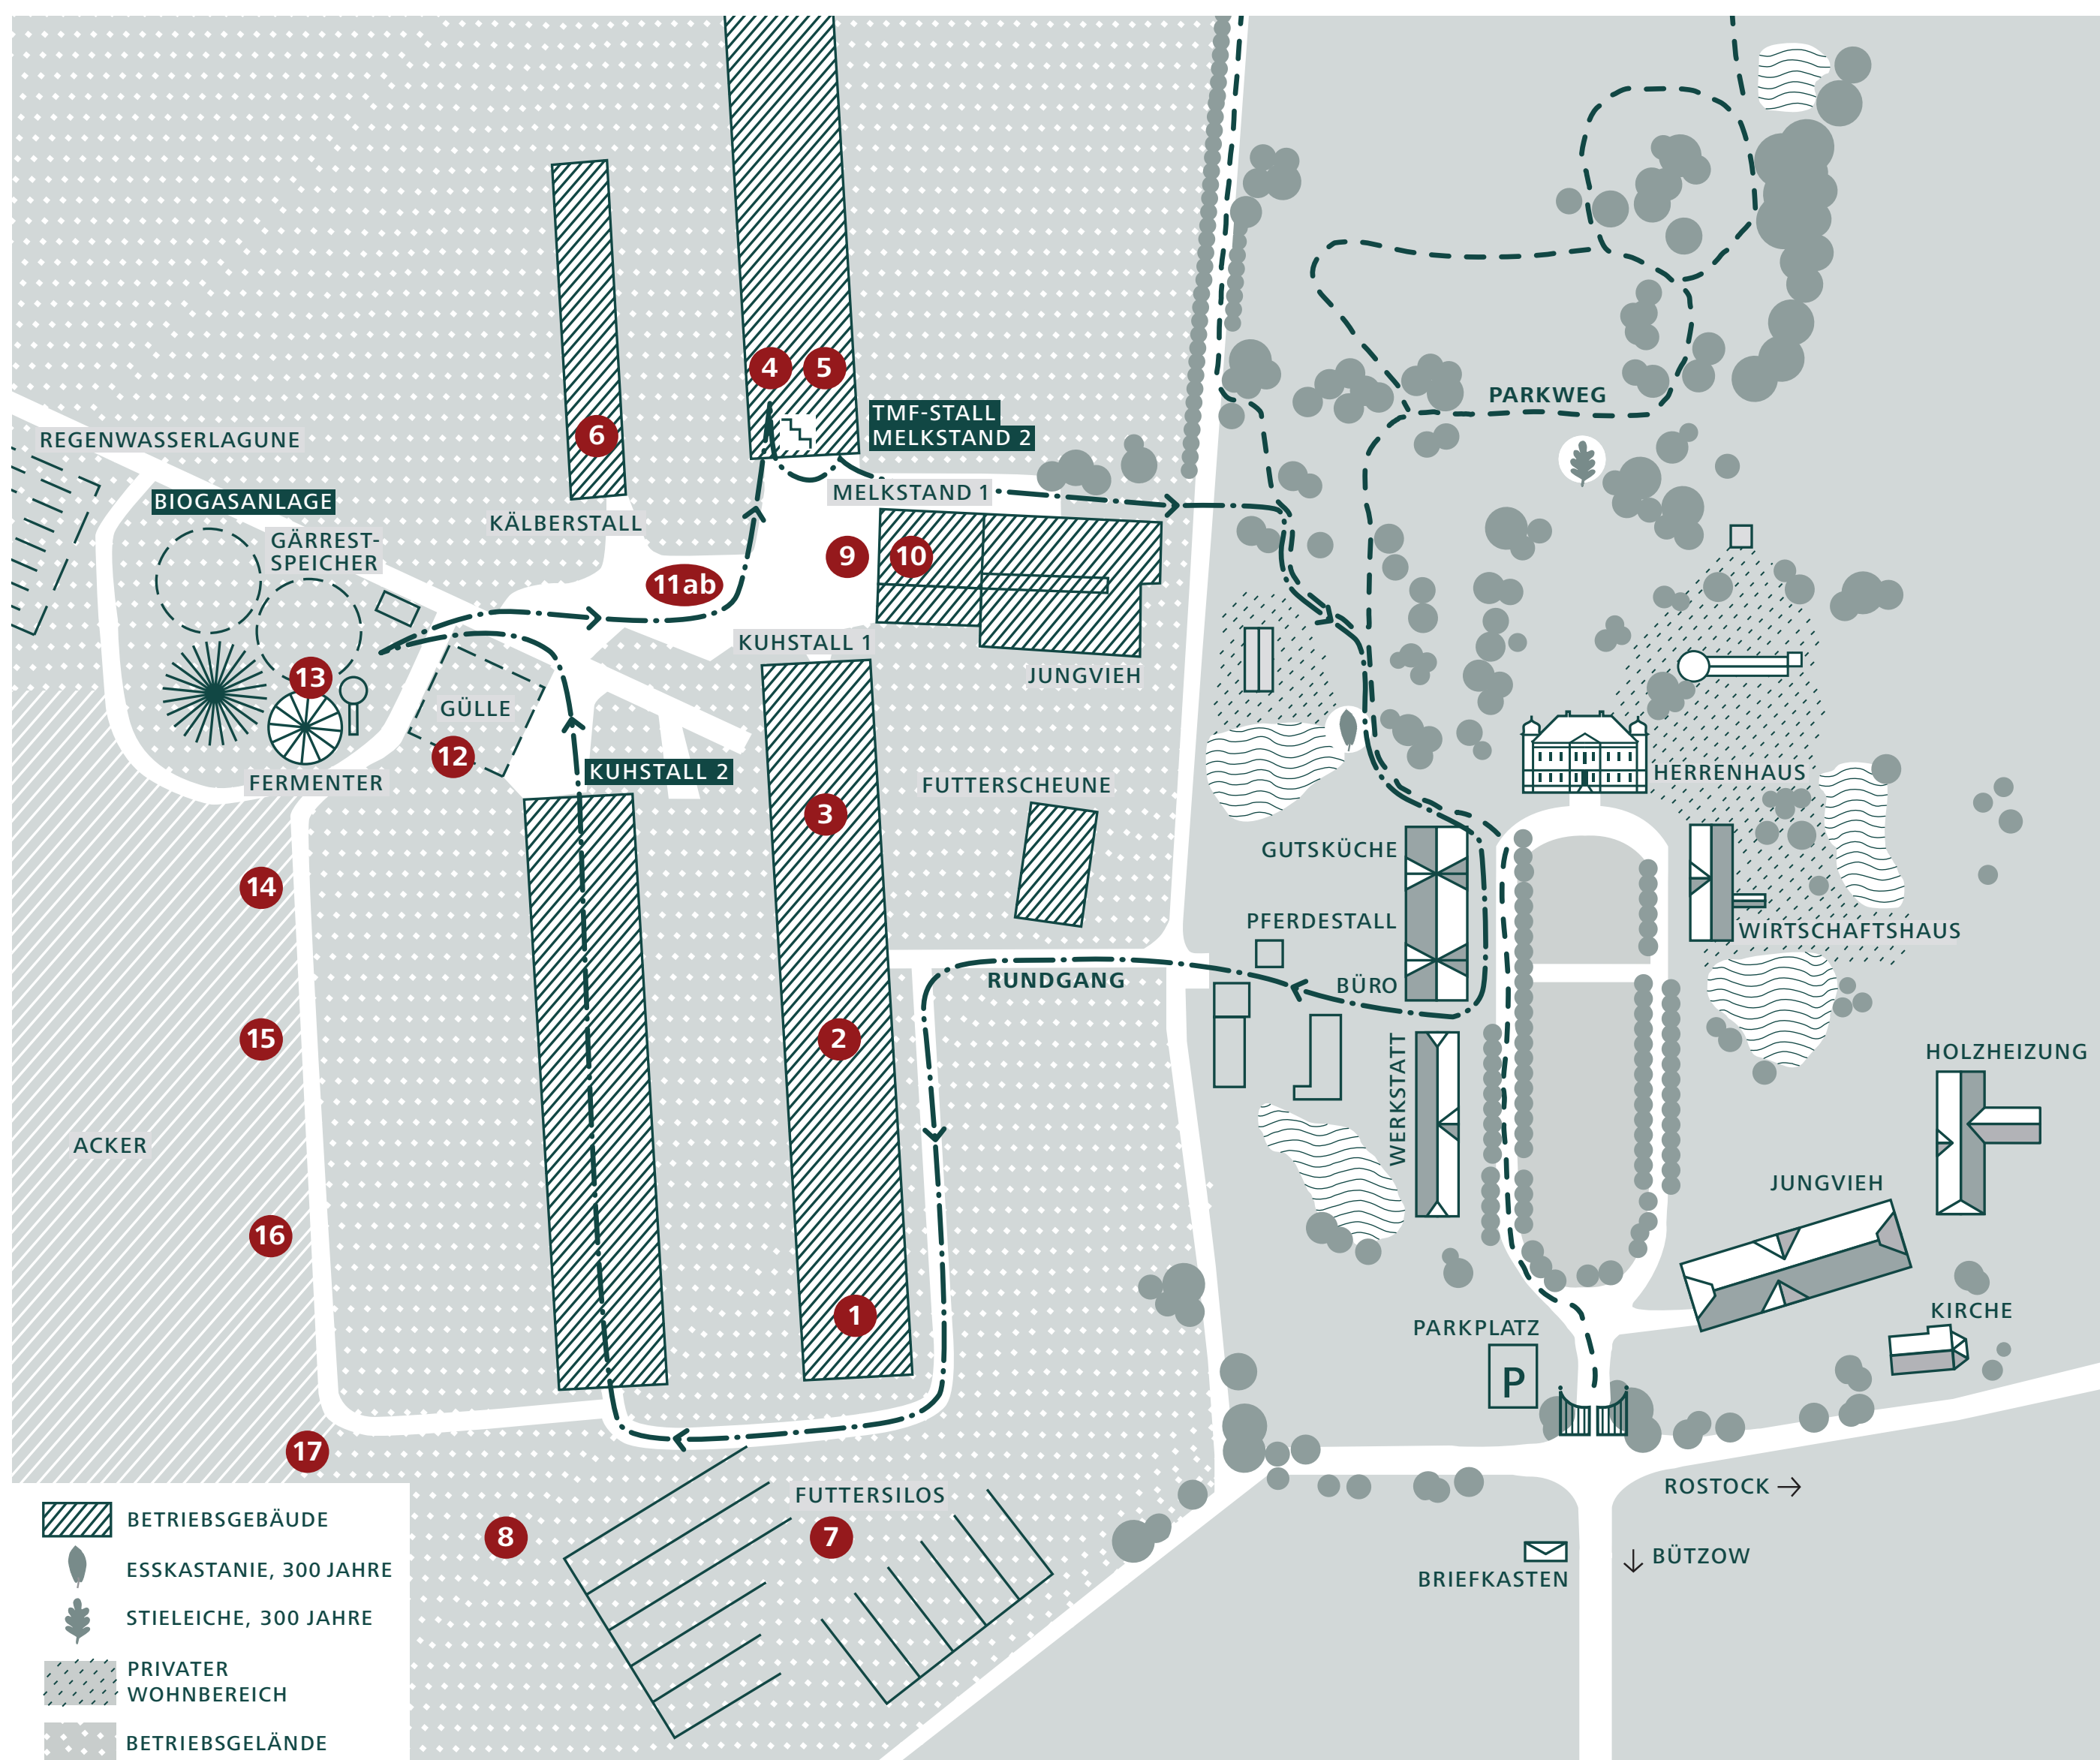 PARKWEG
4
5
TMF-STALL
MELKSTAND 2
6
REGENWASSERLAGUNE
BIOGASANLAGE
KÄLBERSTALL
MELKSTAND 1
GÄRREST-
SPEICHER
9
10
11ab
KUHSTALL 1
JUNGVIEH
13
GÜLLE
12
FERMENTER
KUHSTALL 2
FUTTERSCHEUNE
HERRENHAUS
3
GUTSKÜCHE
14
PFERDESTALL
WIRTSCHAFTSHAUS
RUNDGANG
BÜRO
15
2
WERKSTATT
HOLZHEIZUNG
ACKER
JUNGVIEH
16
1
KIRCHE
PARKPLATZ
P
17
ROSTOCK →
FUTTERSILOS
8
7
↓ BÜTZOW
BRIEFKASTEN
BETRIEBSGEBÄUDE
ESSKASTANIE, 300 JAHRE
STIELEICHE, 300 JAHRE
PRIVATER
WOHNBEREICH
BETRIEBSGELÄNDE